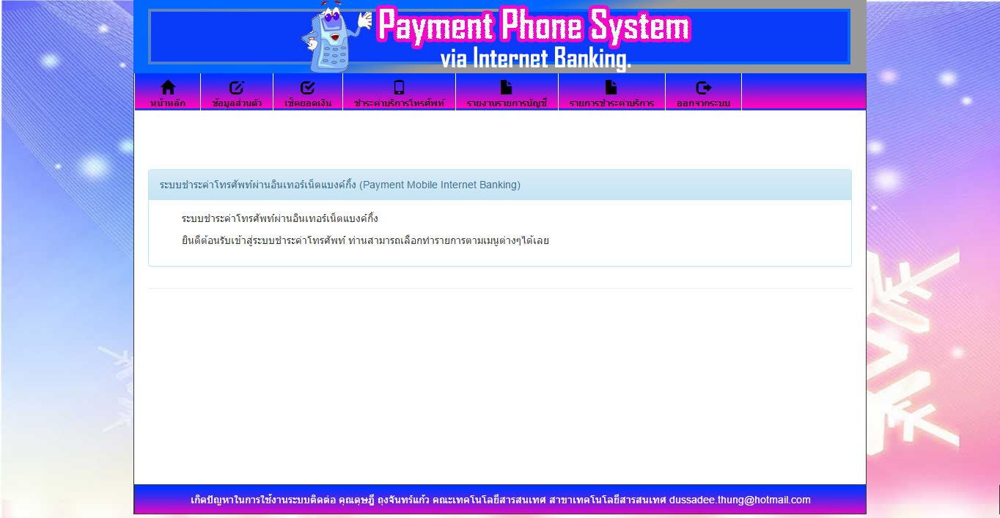 Payment Phone System
via Internet Banking.
หน้าหลัก ข้อมูลส่วนตัว เช็คยอดเงิน ชำระค่าบริการโทรศัพท์ รายงานรายการบัญชี รายการชำระค่าบริการ ออกจากระบบ
ระบบชำระค่าโทรศัพท์ผ่านอินเทอร์เน็ตแบงค์กิ้ง (Payment Mobile Internet Banking)
ระบบชำระค่าโทรศัพท์ผ่านอินเทอร์เน็ตแบงค์กิ้ง
ยินดีต้อนรับเข้าสู่ระบบชำระค่าโทรศัพท์ ท่านสามารถเลือกทำรายการตามเมนูต่างๆได้เลย
เกิดปัญหาในการใช้งานระบบติดต่อ คุณดุษฎี ถุงจันทร์แก้ว คณะเทคโนโลยีสารสนเทศ สาขาเทคโนโลยีสารสนเทศ dussadee.thung@hotmail.com